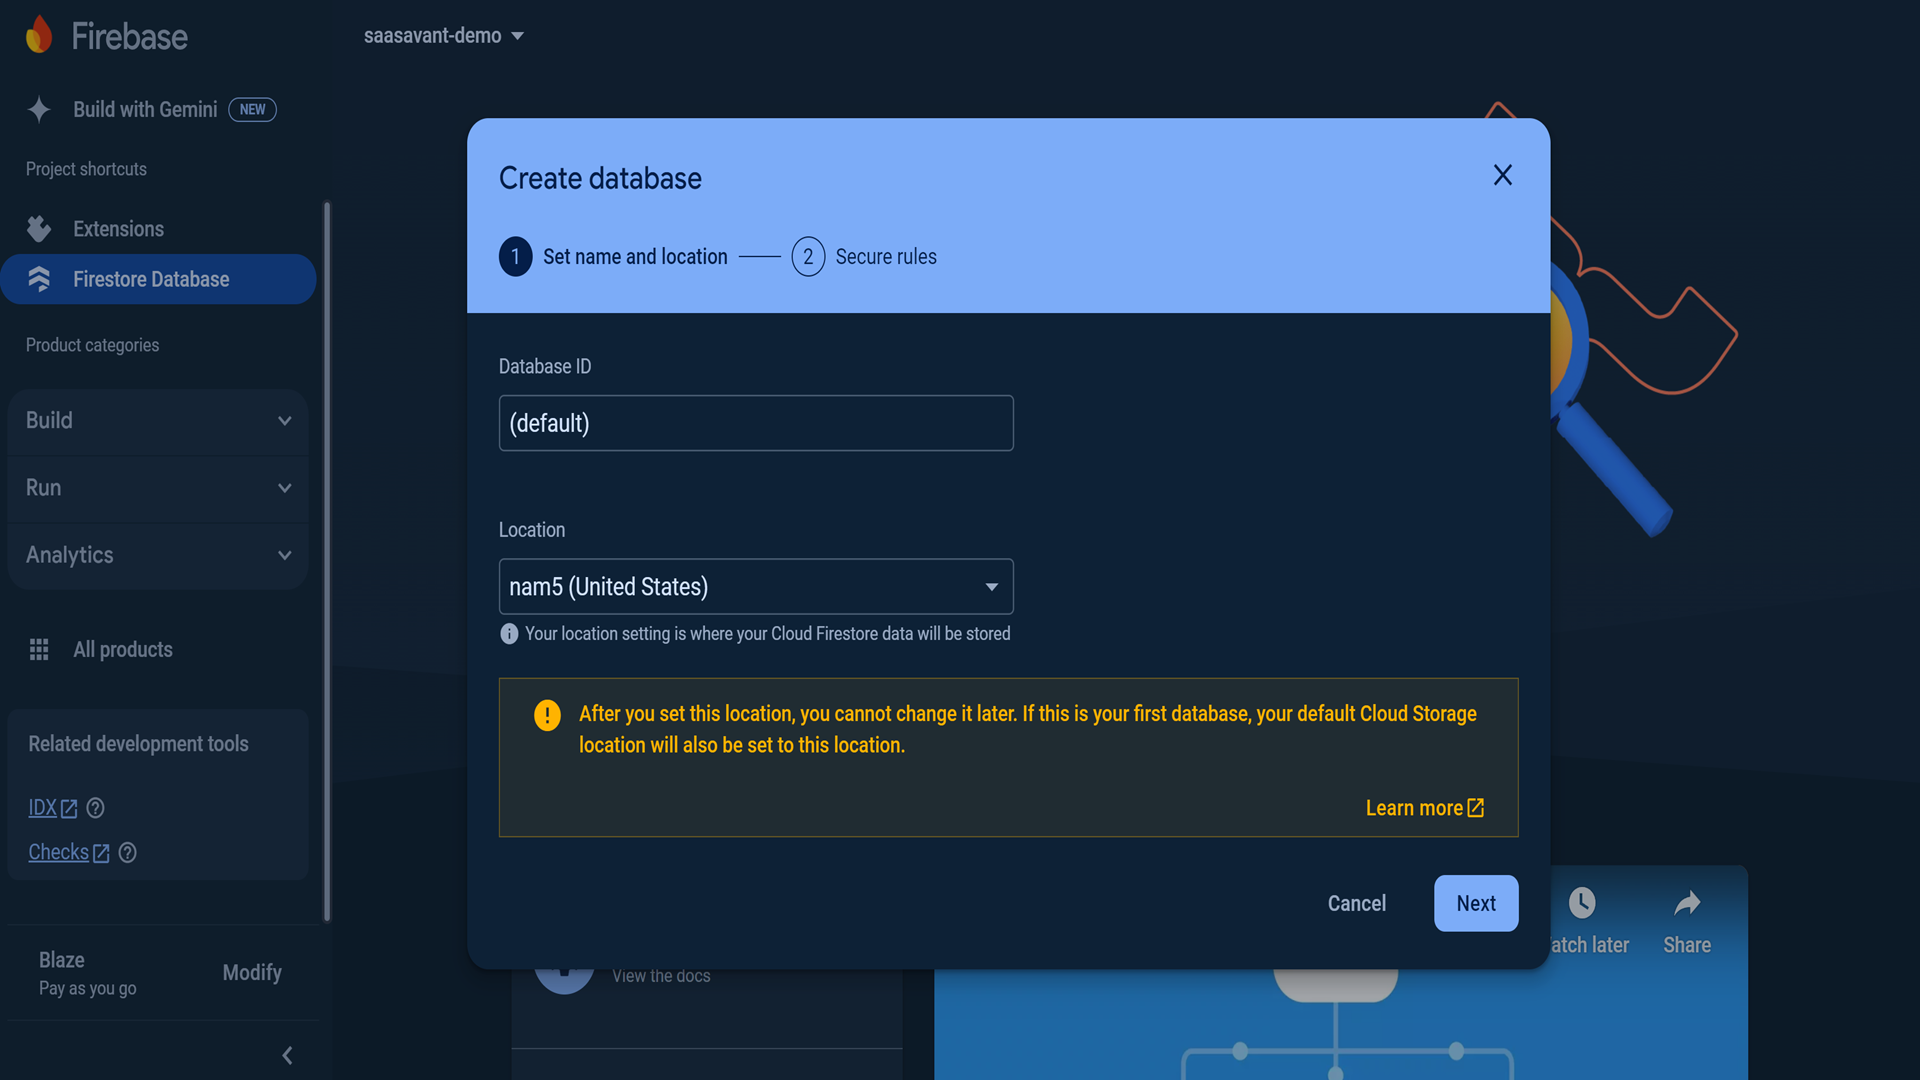 Firebase
saasavant-demo
Build with Gemini NEW
Project shortcuts
Extensions
Firestore Database
Product categories
Build
Run
Analytics
All products
Related development tools
IDX
Checks
Blaze
Pay as you go
Modify
Create database
1 Set name and location
2 Secure rules
Database ID
(default)
Location
nam5 (United States)
Your location setting is where your Cloud Firestore data will be stored
After you set this location, you cannot change it later. If this is your first database, your default Cloud Storage
location will also be set to this location.
Learn more
Cancel
Next
View the docs
atch later
Share